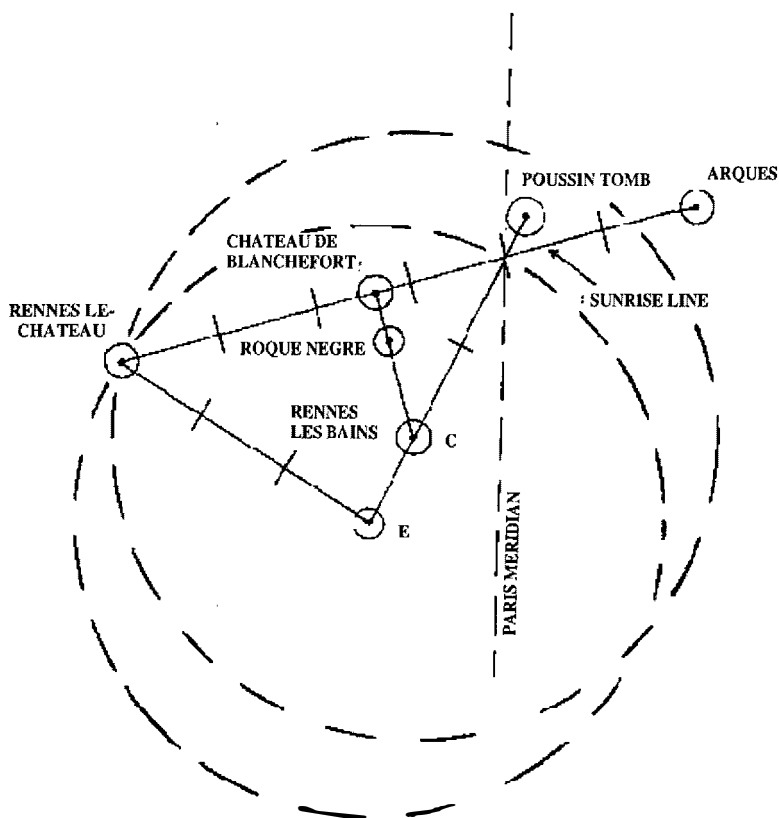 POUSSIN TOMB
ARQUES
CHATEAU DE
BLANCHEFORT
SUNRISE LINE
RENNES LE-
CHATEAU
ROQUE NEGRE
RENNES
LES BAINS
C
E
PARIS MERIDIAN